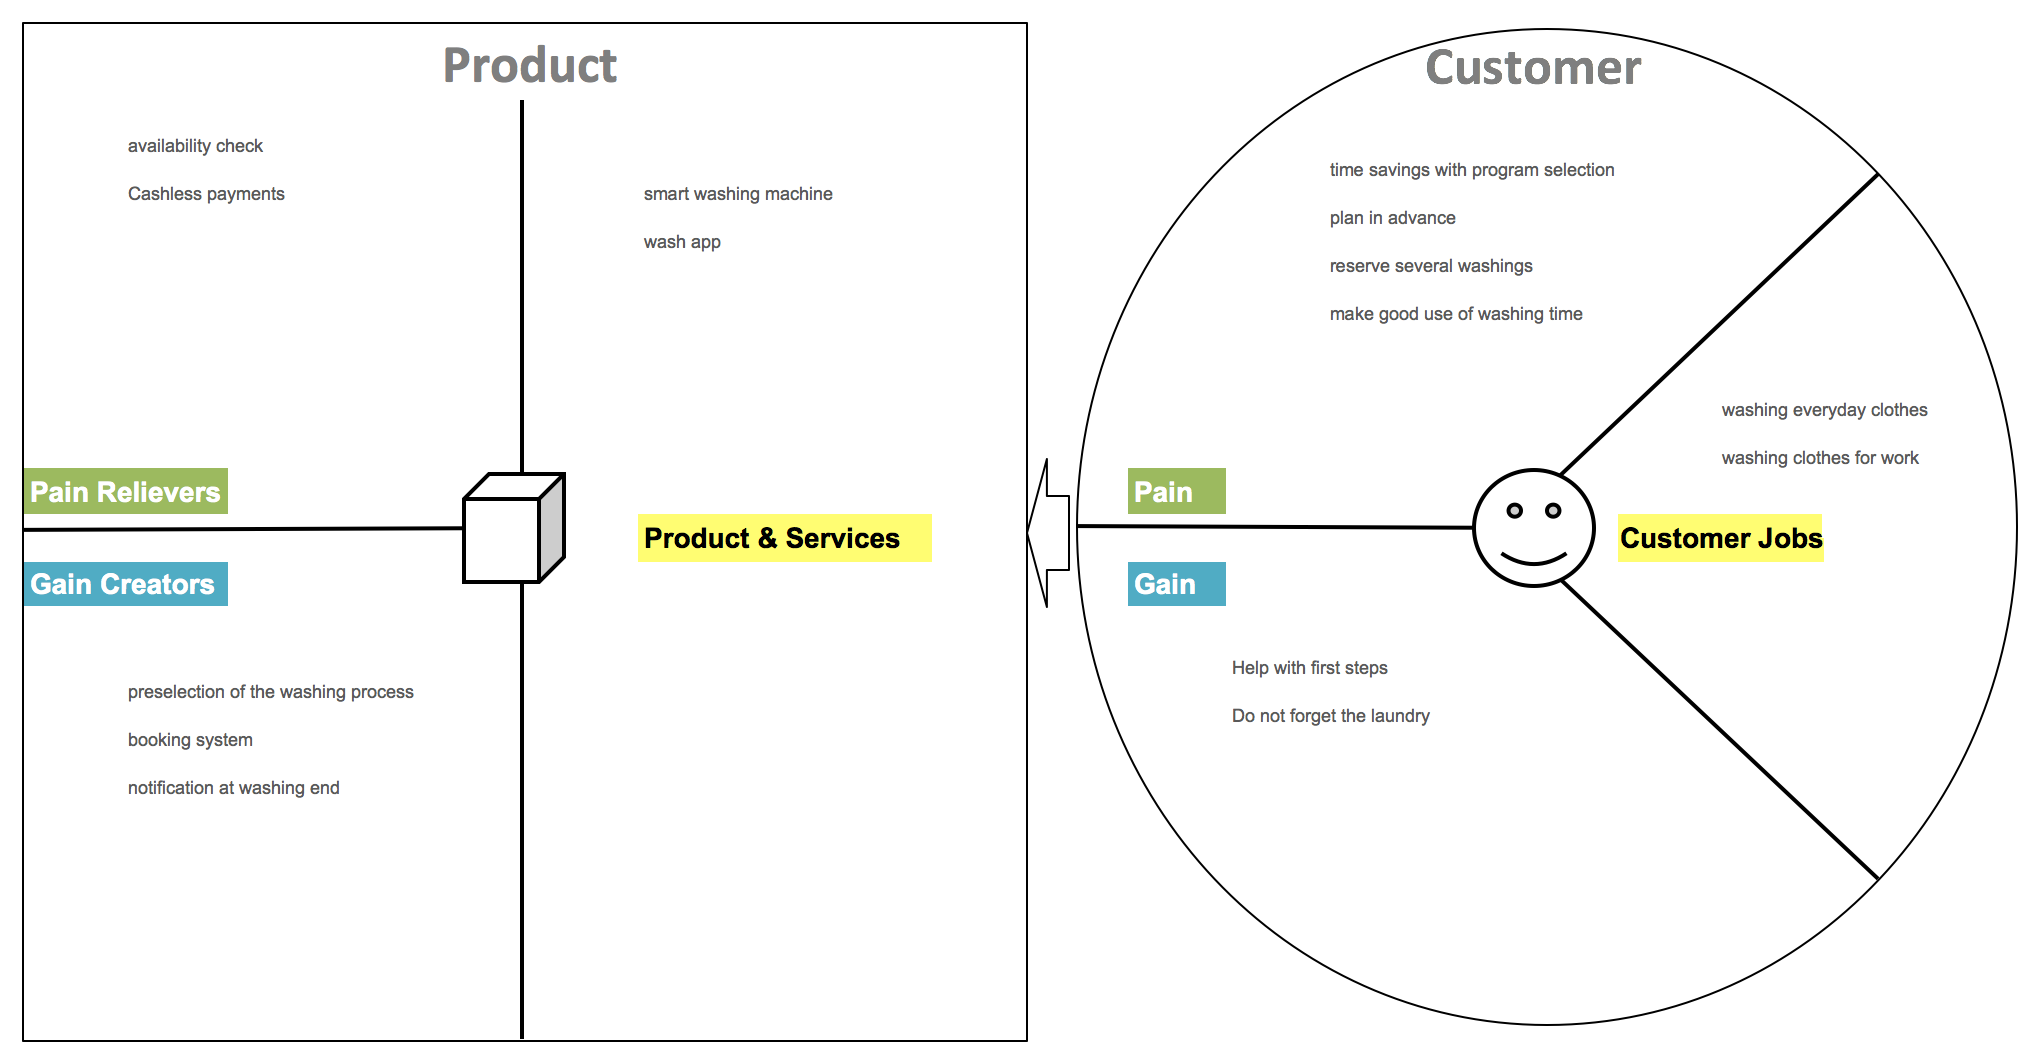 Product
availability check
Cashless payments
smart washing machine
wash app
Pain Relievers
Product & Services
Gain Creators
preselection of the washing process
booking system
notification at washing end
Customer
time savings with program selection
plan in advance
reserve several washings
make good use of washing time
washing everyday clothes
washing clothes for work
Pain
Customer Jobs
Gain
Help with first steps
Do not forget the laundry